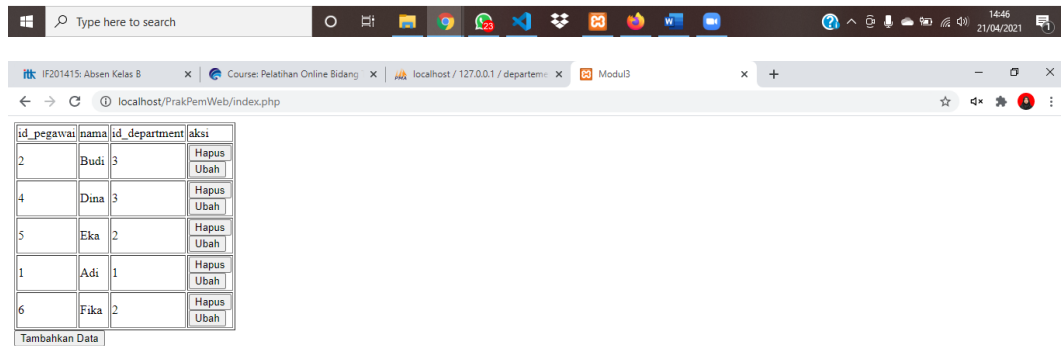 Type here to search
23
14:46
21/04/2021
1
itk IF201415: Absen Kelas B
Course: Pelatihan Online Bidang
localhost / 127.0.0.1 / departeme
Modul3
localhost/PrakPemWeb/index.php
id_pegawai nama id_department aksi
2 Budi 3 Hapus
Ubah
4 Dina 3 Hapus
Ubah
5 Eka 2 Hapus
Ubah
1 Adi 1 Hapus
Ubah
6 Fika 2 Hapus
Ubah
Tambahkan Data